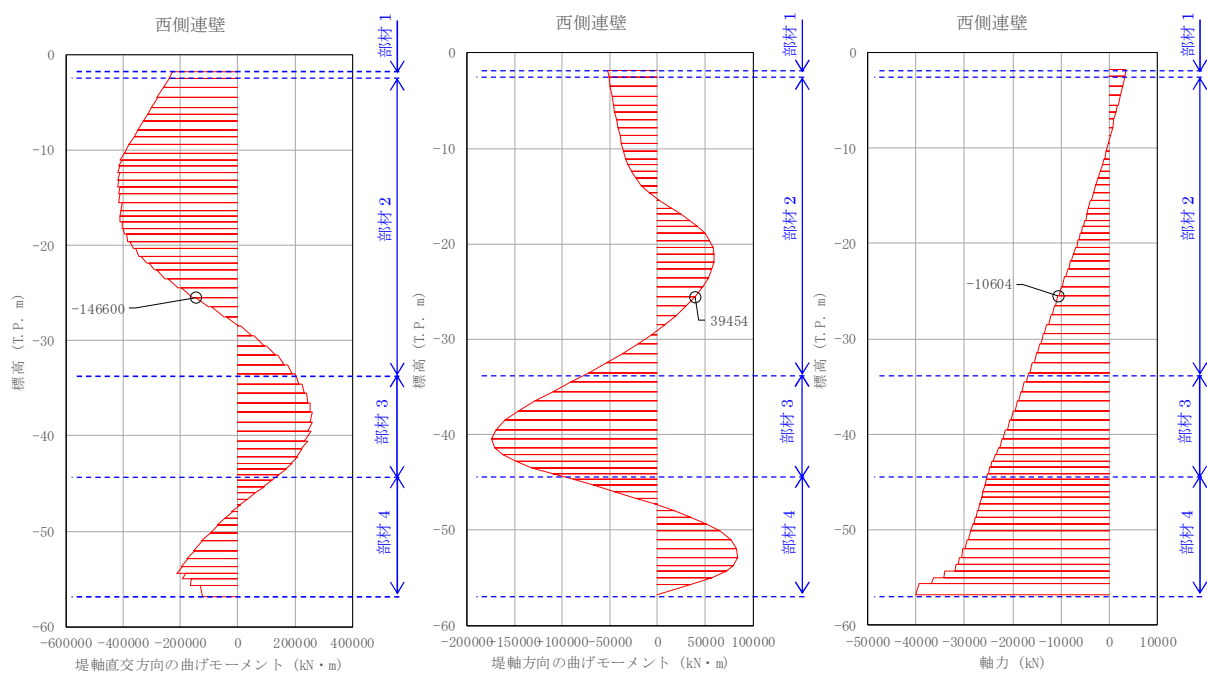 西側連壁
部材 1
0
-10
-20
-30
-40
-50
-60
-600000 -400000 -200000 0 200000 400000
標高 (T.P. m)
堤軸直交方向の曲げモーメント (kN・m)
-146600
部材 2
部材 3
部材 4
西側連壁
部材 1
0
-10
-20
-30
-40
-50
-60
-200000 -150000 -100000 -50000 0 50000 100000
標高 (T.P. m)
堤軸方向の曲げモーメント (kN・m)
39454
部材 2
部材 3
部材 4
西側連壁
部材 1
0
-10
-20
-30
-40
-50
-60
-50000 -40000 -30000 -20000 -10000 0 10000
標高 (T.P. m)
軸力 (kN)
-10604
部材 2
部材 3
部材 4